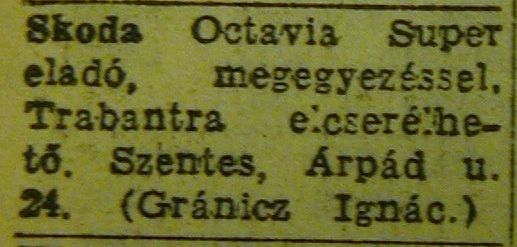 Skoda Octavia Super
eladó, megegyezéssel.
Trabantra elcserélhe-
tő. Szentes, Árpád u.
24. (Gránicz Ignác.)